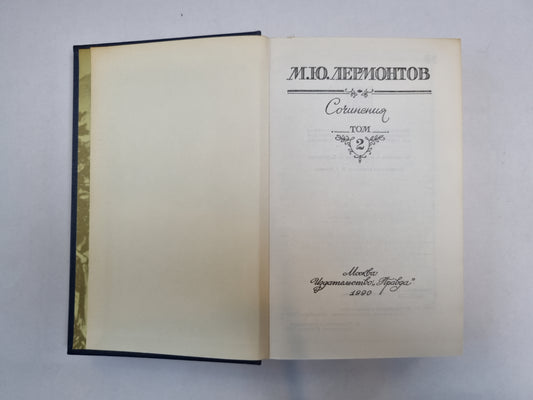 М.Ю.ЛЕРМОНТОВ
Сочинения
ТОМ
2
Москва
Издательство „Правда"
1990